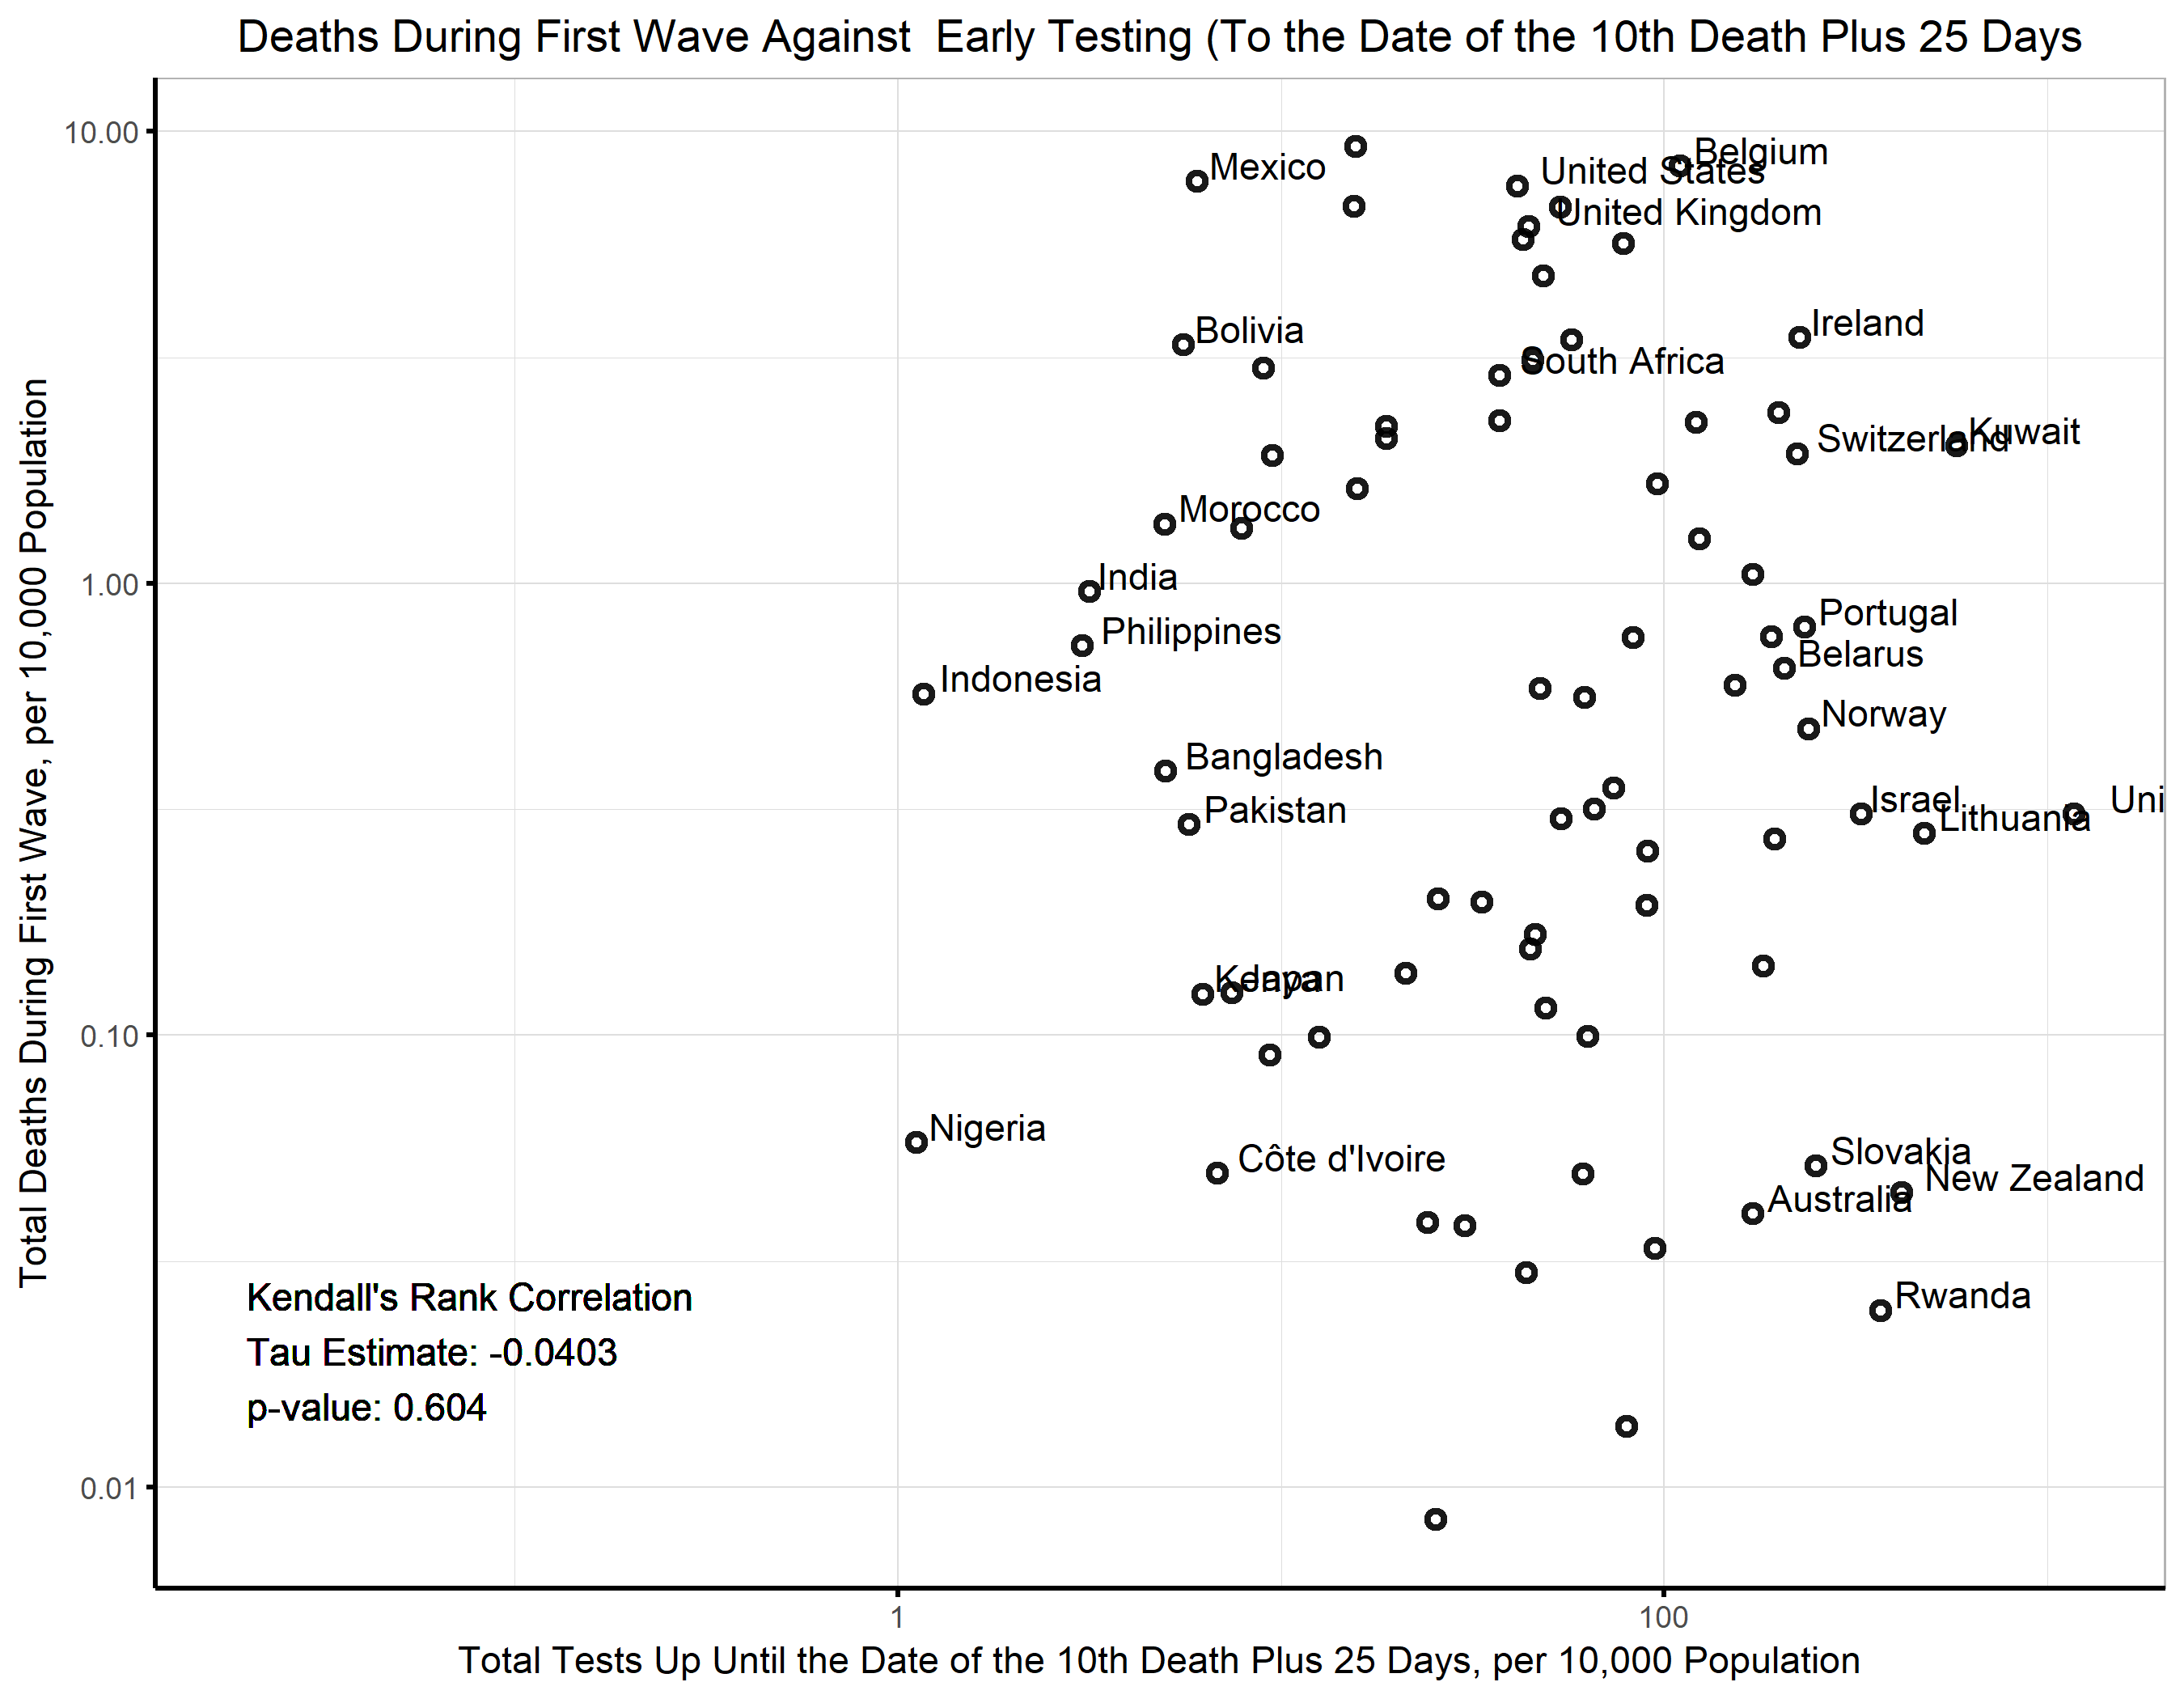 Deaths During First Wave Against  Early Testing (To the Date of the 10th Death Plus 25 Days
Total Deaths During First Wave, per 10,000 Population
10.00
1.00
0.10
0.01
Belgium
Mexico
United States
United Kingdom
Ireland
Bolivia
South Africa
Kuwait
Switzerland
Morocco
India
Portugal
Philippines
Belarus
Indonesia
Norway
Bangladesh
Israel
Uni
Pakistan
Lithuania
Kenya
Japan
Nigeria
Slovakia
Côte d'Ivoire
New Zealand
Australia
Rwanda
Kendall's Rank Correlation
Tau Estimate: -0.0403
p-value: 0.604
1
100
Total Tests Up Until the Date of the 10th Death Plus 25 Days, per 10,000 Population